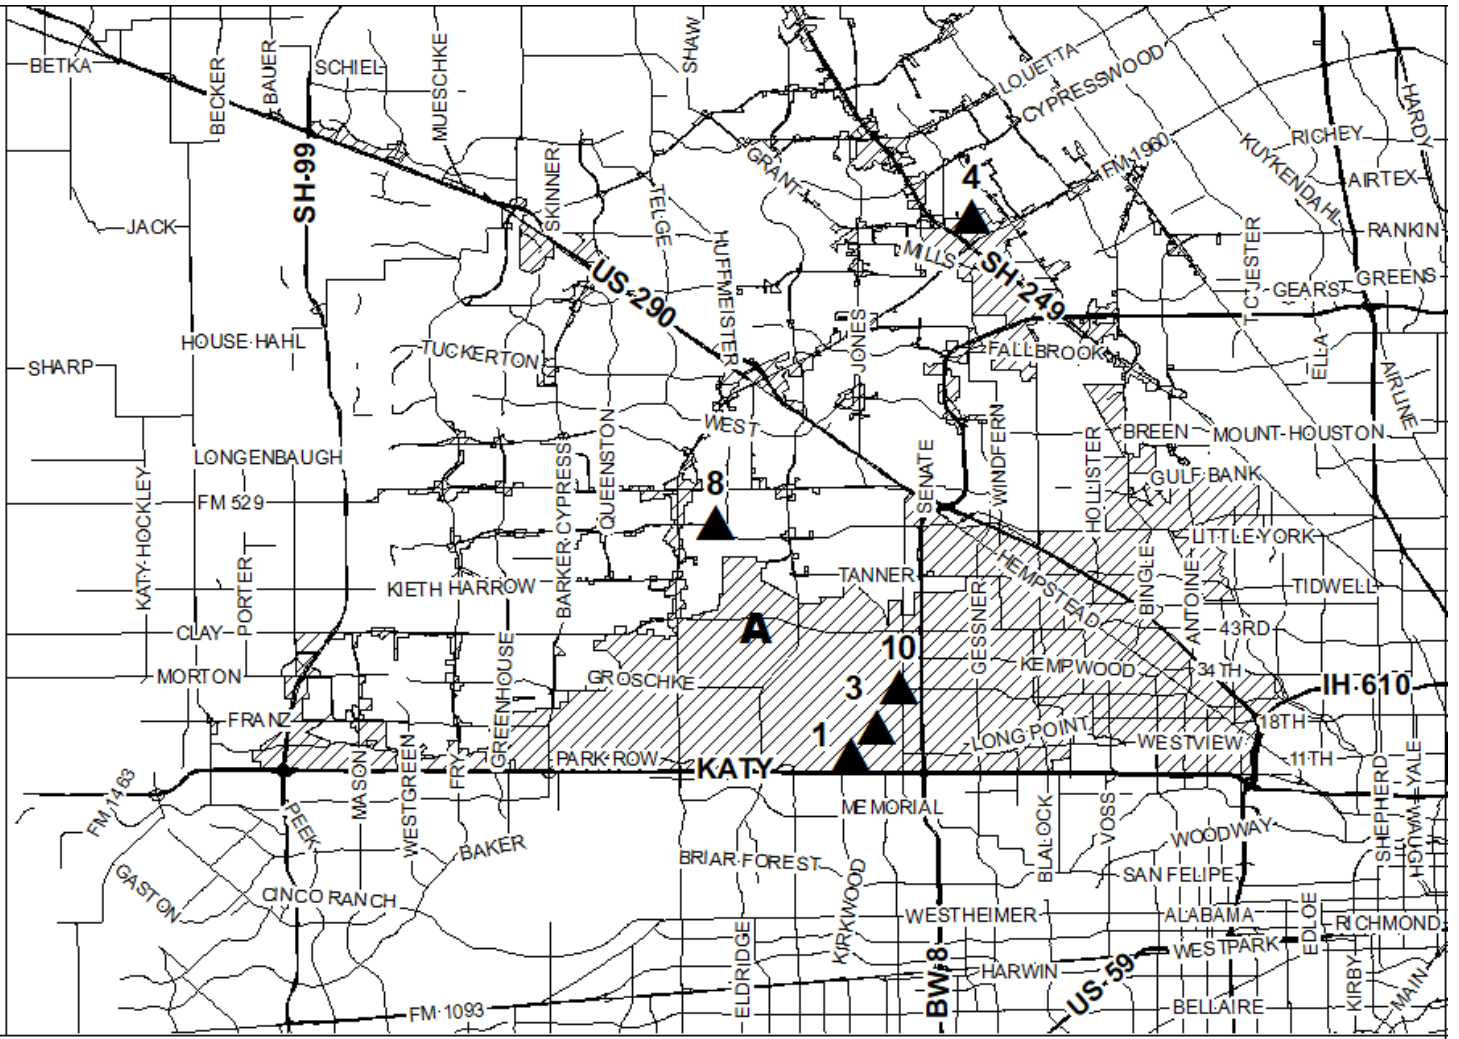 BETKA
BECKER
BAUER
SCHIEL
MUESCHKE
SHAW
LOUETTA
CYPRESSWOOD
HARDY
RICHEY
KUYKENDAHL
AIRTEX
RANKIN
FM 1960
GRANT
4
SH-99
SKINNER
TELGE
JACK
HUFFMEISTER
MILLS
SH-249
TC JESTER
GREENS
GEARS
US-290
HOUSE-HAHL
TUCKERTON
JONES
FALLBROOK
ELLA
AIRLINE
SHARP
WEST
BREEN
MOUNT-HOUSTON
LONGENBAUGH
QUEENSTON
SENATE
WINDFERN
HOLLISTER
GULF BANK
8
FM 529
KATY-HOCKLEY
BARKER-CYPRESS
LITTLE-YORK
HEMPSTEAD
BINGLE
ANTOINE
TANNER
TIDWELL
KIETH HARROW
PORTER
GESSNER
CLAY
A
43RD
GREENHOUSE
10
KEMPWOOD
34TH
MORTON
GROSCHKE
3
IH-610
FRANZ
1
LONG POINT
18TH
WESTVIEW
11TH
PARK-ROW
KATY
MASON
WESTGREEN
FRY
FM-1463
PEEK
MEMORIAL
BLALOCK
VOSS
WOODWAY
SHEPHERD
YALE
WAUGH
BAKER
BRIAR-FOREST
SAN FELIPE
GASTON
CINCO RANCH
KIRKWOOD
WESTHEIMER
ALABAMA
EDLOE
RICHMOND
ELDRIDGE
BW-8
WESTPARK
HARWIN
US-59
KIRBY
MAIN
FM-1093
BELLAIRE